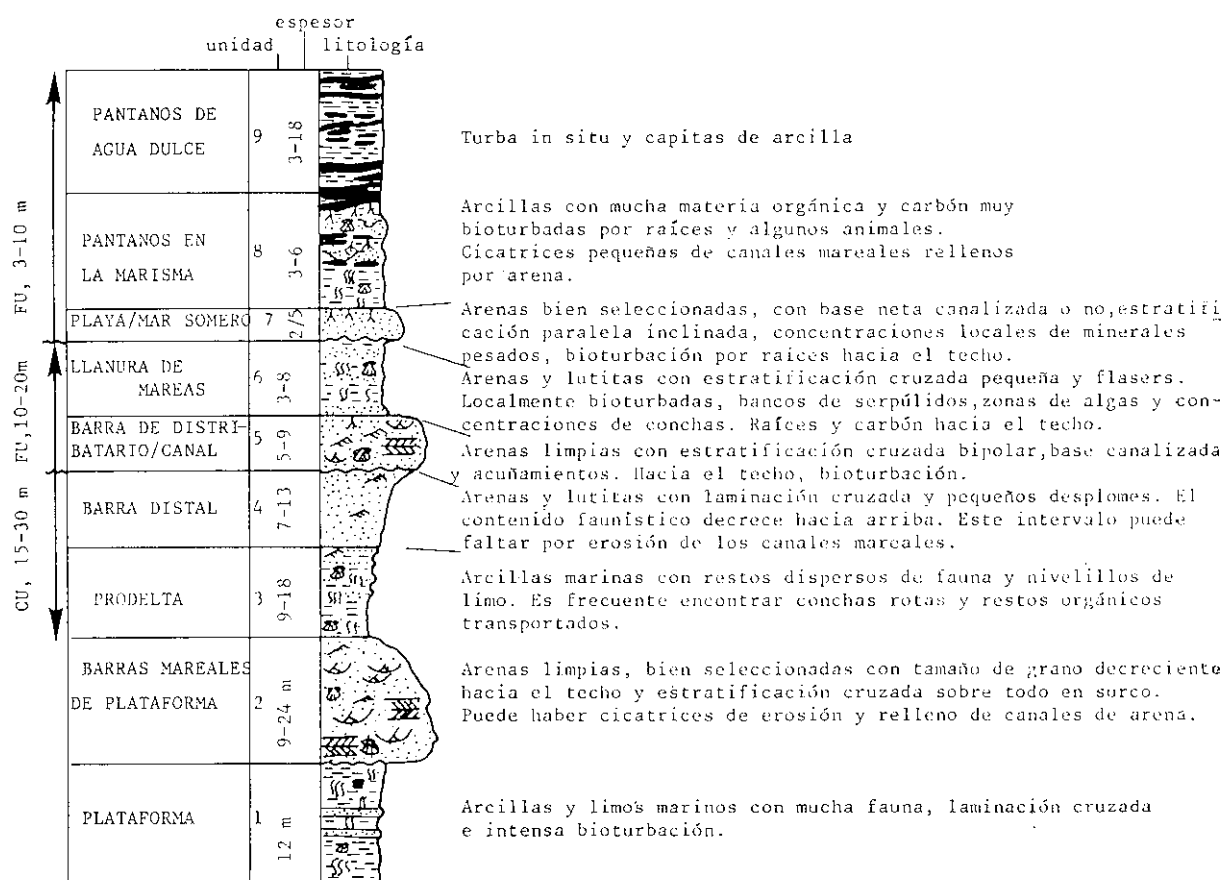 espesor
unidad litología
PANTANOS DE
AGUA DULCE
9
3-18
Turba in situ y capitas de arcilla
PANTANOS EN
LA MARISMA
8
3-6
Arcillas con mucha materia orgánica y carbón muy
bioturbadas por raíces y algunos animales.
Cicatrices pequeñas de canales mareales rellenos
por arena.
PLAYA/MAR SOMERO
7
2/5
Arenas bien seleccionadas, con base neta canalizada o no,estratifi
cación paralela inclinada, concentraciones locales de minerales
pesados, bioturbación por raices hacia el techo.
LLANURA DE
MAREAS
6
3-8
Arenas y lutitas con estratificación cruzada pequeña y flasers.
Localmente bioturbadas, bancos de serpúlidos,zonas de algas y con-
centraciones de conchas. Raíces y carbón hacia el techo.
BARRA DE DISTRI-
BATARIO/CANAL
5
5-9
Arenas limpias con estratificación cruzada bipolar,base canalizada
y acuñamientos. Hacia el techo, bioturbación.
BARRA DISTAL
4
7-13
Arenas y lutitas con laminación cruzada y pequeños desplomes. El
contenido faunístico decrece hacia arriba. Este intervalo puede
faltar por erosión de los canales mareales.
PRODELTA
3
9-18
Arcillas marinas con restos dispersos de fauna y nivelillos de
limo. Es frecuente encontrar conchas rotas y restos orgánicos
transportados.
BARRAS MAREALES
DE PLATAFORMA
2
9-24 m
Arenas limpias, bien seleccionadas con tamaño de grano decreciente
hacia el techo y estratificación cruzada sobre todo en surco.
Puede haber cicatrices de erosión y relleno de canales de arena.
PLATAFORMA
1
12 m
Arcillas y limos marinos con mucha fauna, laminación cruzada
e intensa bioturbación.
FU, 3-10 m
FU,10-20m
CU, 15-30 m